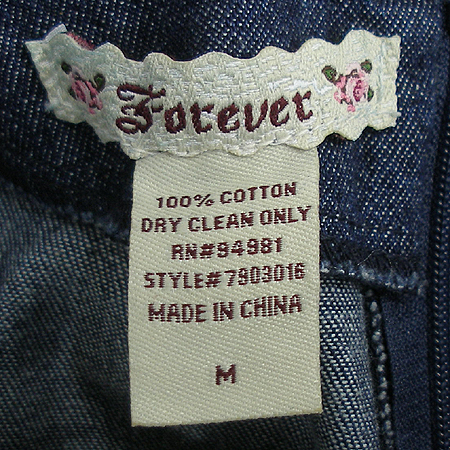 Forever
100% COTTON
DRY CLEAN ONLY
RN#94981
STYLE#7903016
MADE IN CHINA
M